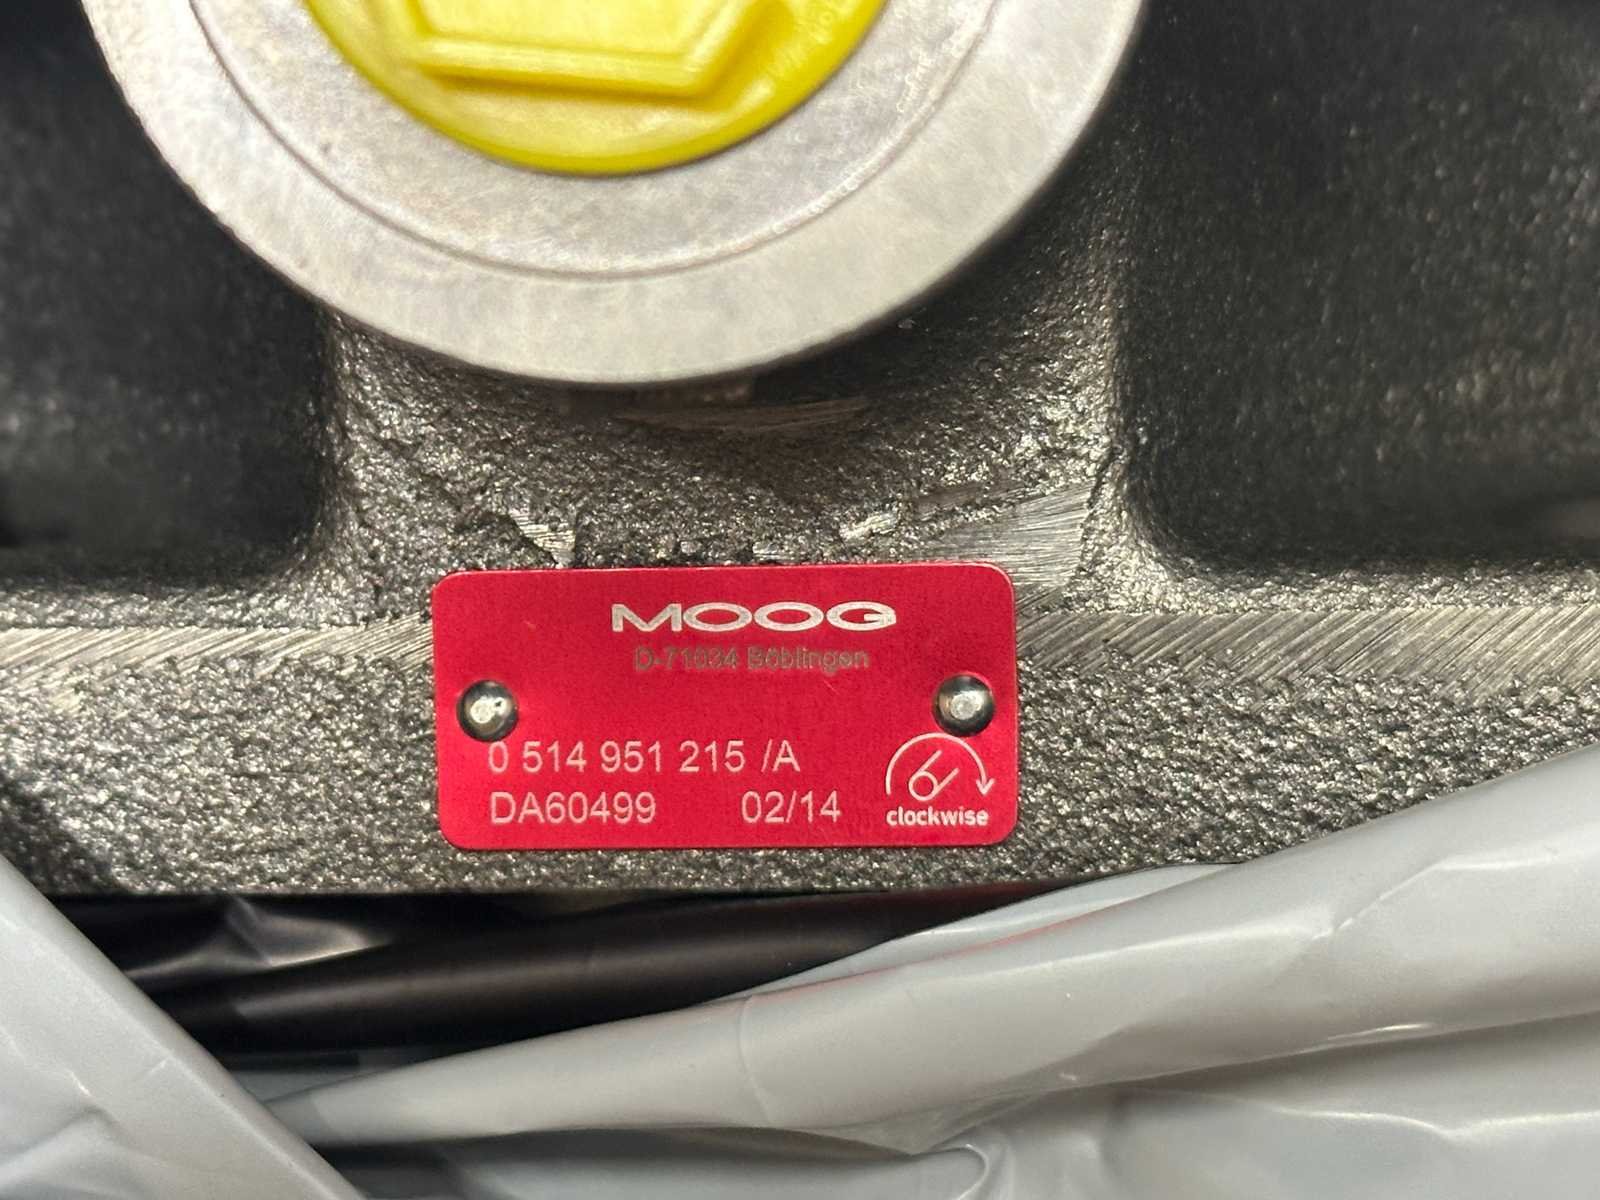 MOOG
D-71034 Böblingen
0 514 951 215 /A
DA60499 02/14
clockwise